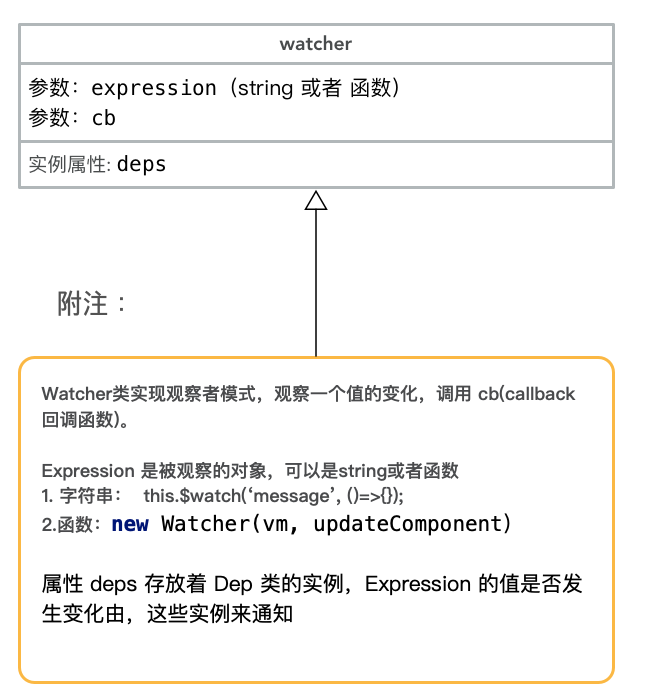 watcher
参数：expression（string 或者 函数）
参数：cb
实例属性: deps
附注：
Watcher类实现观察者模式，观察一个值的变化，调用 cb(callback
回调函数)。
Expression 是被观察的对象，可以是string或者函数
1. 字符串： this.$watch(‘message’, ()=>{});
2.函数：new Watcher(vm, updateComponent)
属性 deps 存放着 Dep 类的实例，Expression 的值是否发
生变化由，这些实例来通知